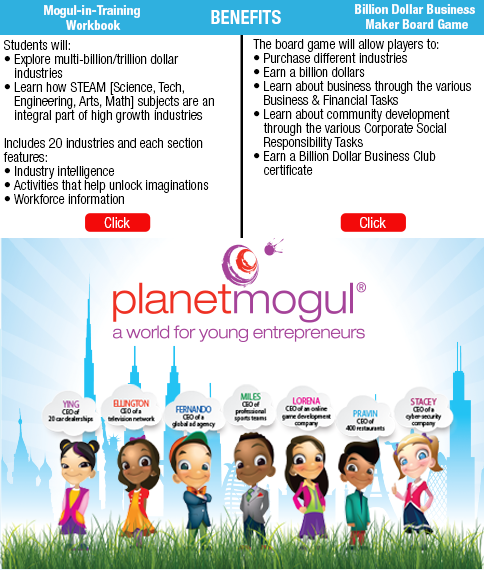 Mogul-in-Training
Workbook
BENEFITS
Billion Dollar Business
Maker Board Game
Students will:
• Explore multi-billion/trillion dollar
industries
• Learn how STEAM [Science, Tech,
Engineering, Arts, Math] subjects are an
integral part of high growth industries
Includes 20 industries and each section
features:
• Industry intelligence
• Activities that help unlock imaginations
• Workforce information
Click
The board game will allow players to:
• Purchase different industries
• Earn a billion dollars
• Learn about business through the various
Business & Financial Tasks
• Learn about community development
through the various Corporate Social
Responsibility Tasks
• Earn a Billion Dollar Business Club
certificate
Click
planetmogul®
a world for young entrepreneurs
YING
CEO of
20 car dealerships
ELLINGTON
CEO of a
television network
FERNANDO
CEO of a
global ad agency
MILES
CEO of
professional
sports teams
LORENA
CEO of an online
game development
company
PRAVIN
CEO of
400 restaurants
STACEY
CEO of a
cyber-security
company